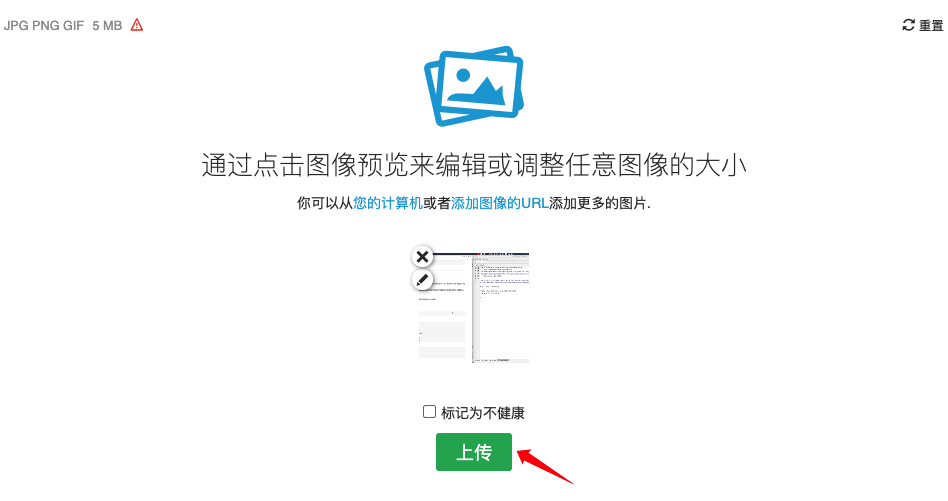 JPG PNG GIF 5 MB
重置
通过点击图像预览来编辑或调整任意图像的大小
你可以从您的计算机或者添加图像的URL添加更多的图片.
标记为不健康
上传